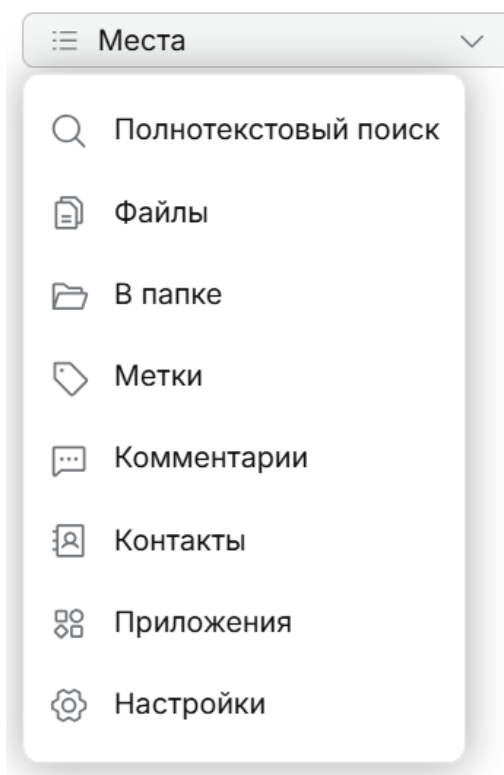 Места
Полнотекстовый поиск
Файлы
В папке
Метки
Комментарии
Контакты
Приложения
Настройки